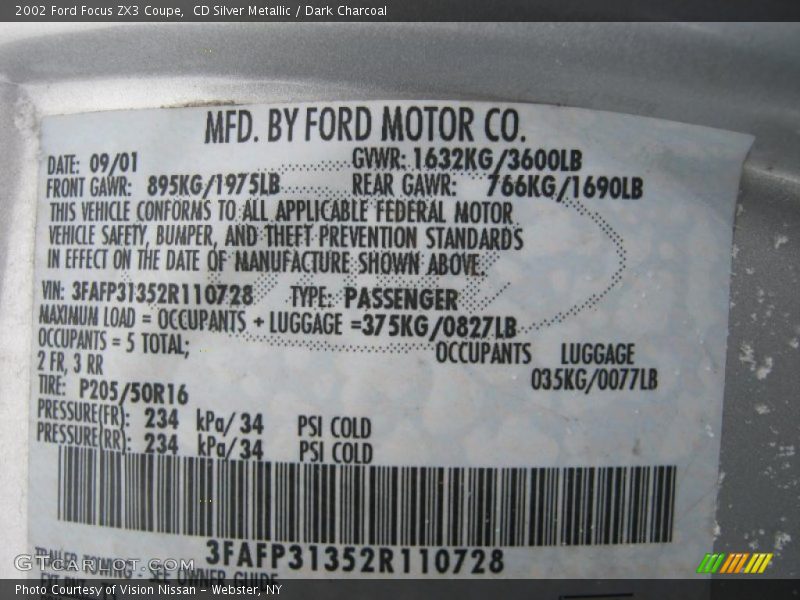 2002 Ford Focus ZX3 Coupe,  CD Silver Metallic / Dark Charcoal
MFD. BY FORD MOTOR CO.
DATE: 09/01 GVWR: 1632KG/3600LB
FRONT GAWR: 895KG/1975LB REAR GAWR: 766KG/1690LB
THIS VEHICLE CONFORMS TO ALL APPLICABLE FEDERAL MOTOR
VEHICLE SAFETY, BUMPER, AND THEFT PREVENTION STANDARDS
IN EFFECT ON THE DATE OF MANUFACTURE SHOWN ABOVE.
VIN: 3FAFP31352R110728 TYPE: PASSENGER
MAXIMUM LOAD = OCCUPANTS + LUGGAGE =375KG/0827LB
OCCUPANTS = 5 TOTAL; OCCUPANTS LUGGAGE
2 FR, 3 RR 035KG/0077LB
TIRE: P205/50R16
PRESSURE(FR): 234 kPa/34 PSI COLD
PRESSURE(RR): 234 kPa/34 PSI COLD
3FAFP31352R110728
TRAILER TOWING - SEE OWNER GUIDE
GTCarLot.com
Photo Courtesy of Vision Nissan – Webster, NY